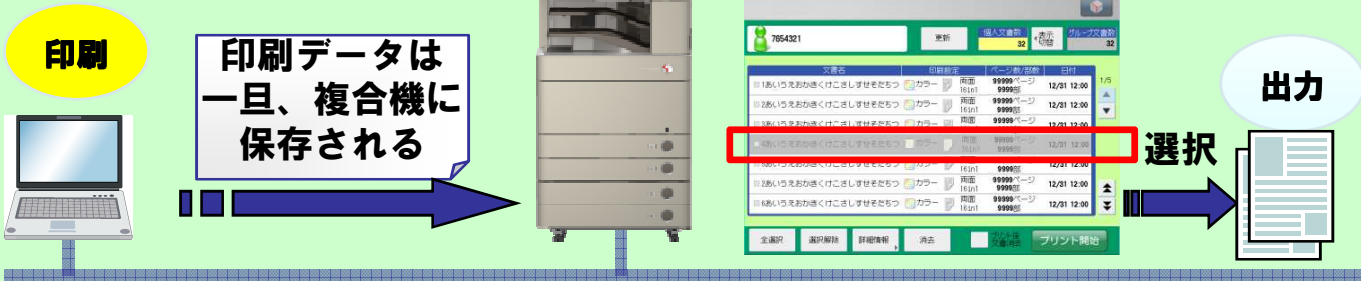 印刷
印刷データは
一旦、複合機に
保存される
7654321
更新
個人文書数
32
表示
切替
グループ文書数
32
文書名 印刷設定 ページ数/部数 日付
1あいうえおかきくけこさしすせそたちつ カラー 両面 16in1 99999ページ 9999部 12/31 12:00
2あいうえおかきくけこさしすせそたちつ カラー 両面 16in1 99999ページ 9999部 12/31 12:00
3あいうえおかきくけこさしすせそたちつ カラー 両面 99999ページ 12/31 12:00
4あいうえおかきくけこさしすせそたちつ カラー 両面 16in1 99999ページ 9999部 12/31 12:00
あいうえおかきくけこさしすせそたちつ カラー 16in1 9999部 12/31 12:00
2あいうえおかきくけこさしすせそたちつ カラー 両面 16in1 99999ページ 9999部 12/31 12:00
6あいうえおかきくけこさしすせそたちつ カラー 両面 16in1 99999ページ 9999部 12/31 12:00
1/5
全選択 選択解除 詳細情報 消去 プリント後 文書消去 プリント開始
選択
出力